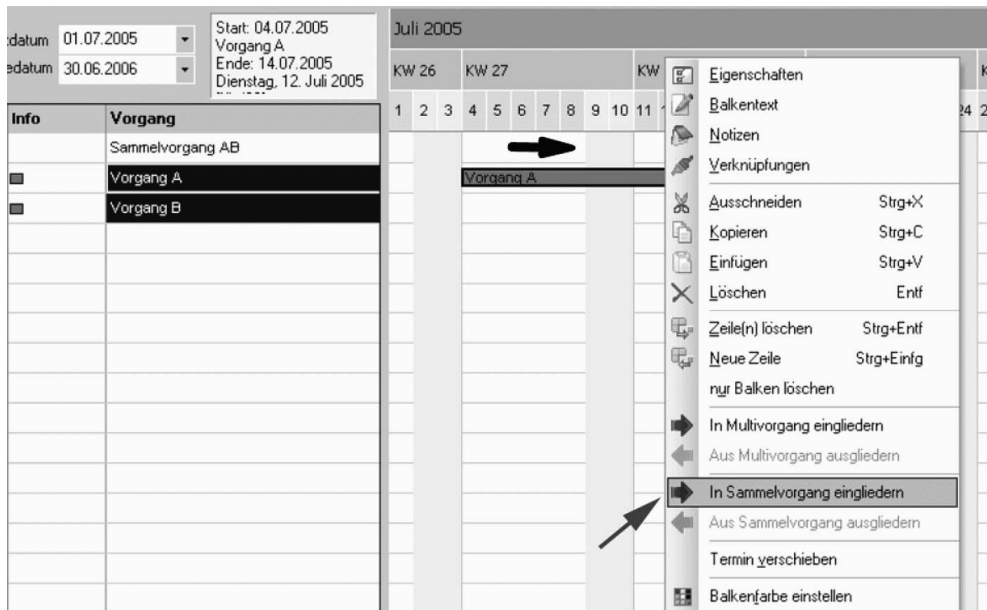 :datum 01.07.2005
edatum 30.06.2006
Start: 04.07.2005
Vorgang A
Ende: 14.07.2005
Dienstag, 12. Juli 2005
Juli 2005
KW 26 KW 27 KW
1 2 3 4 5 6 7 8 9 10 11 24 2
Info Vorgang
Sammelvorgang AB
Vorgang A
Vorgang B
Vorgang A
Eigenschaften
Balkentext
Notizen
Verknüpfungen
Ausschneiden Strg+X
Kopieren Strg+C
Einfügen Strg+V
Löschen Entf
Zeile(n) löschen Strg+Entf
Neue Zeile Strg+Einfg
nur Balken löschen
In Multivorgang eingliedern
Aus Multivorgang ausgliedern
In Sammelvorgang eingliedern
Aus Sammelvorgang ausgliedern
Termin verschieben
Balkenfarbe einstellen